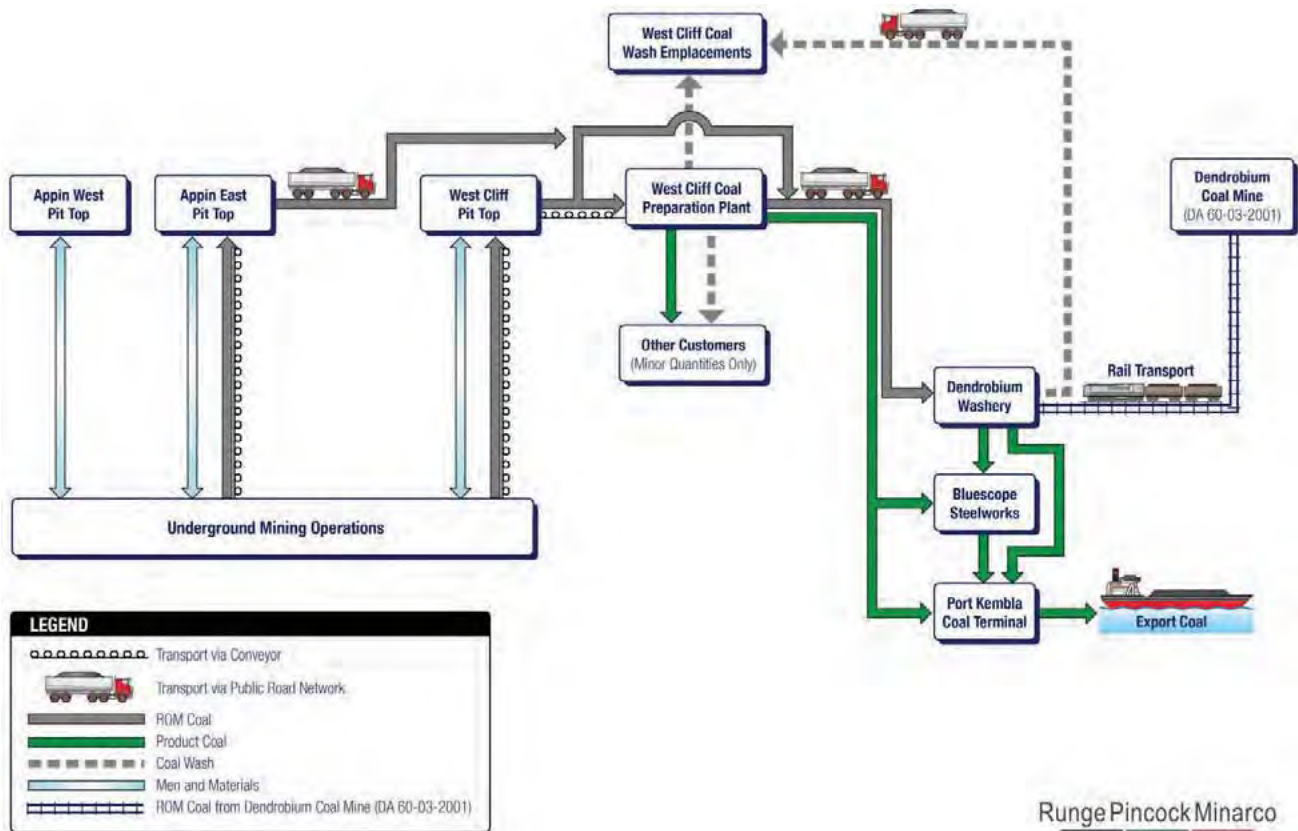 West Cliff Coal
Wash Emplacements
Appin West
Pit Top
Appin East
Pit Top
West Cliff
Pit Top
West Cliff Coal
Preparation Plant
Dendrobium
Coal Mine
(DA 60-03-2001)
Other Customers
(Minor Quantities Only)
Rail Transport
Dendrobium
Washery
Underground Mining Operations
Bluescope
Steelworks
Port Kembla
Coal Terminal
Export Coal
LEGEND
Transport via Conveyor
Transport via Public Road Network
ROM Coal
Product Coal
Coal Wash
Men and Materials
ROM Coal from Dendrobium Coal Mine (DA 60-03-2001)
RungePincockMinarco